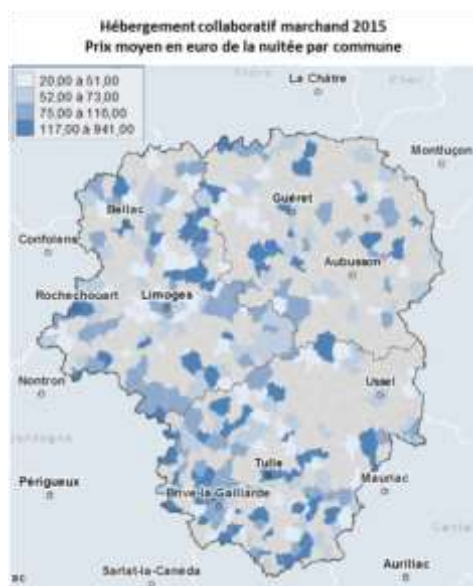 Hébergement collaboratif marchand 2015
Prix moyen en euro de la nuitée par commune
20,00 à 51,00
52,00 à 73,00
75,00 à 116,00
117,00 à 941,00
La Châtre
Montluçon
Guéret
Bellac
Confolens
Aubusson
Rochechouart
Limoges
Nontron
Ussel
Tulle
Mauriac
Périgueux
Brive-la-Gaillarde
Sarlat-la-Canéda
Aurillac
ac